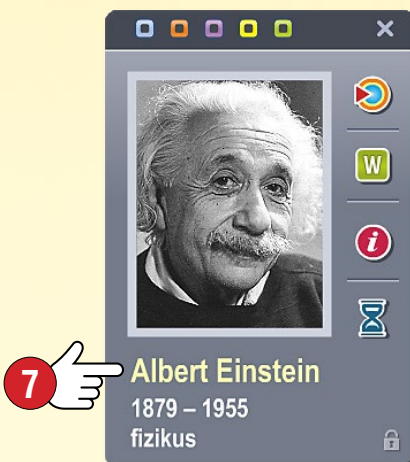 W
i
7
Albert Einstein
1879 – 1955
fizikus